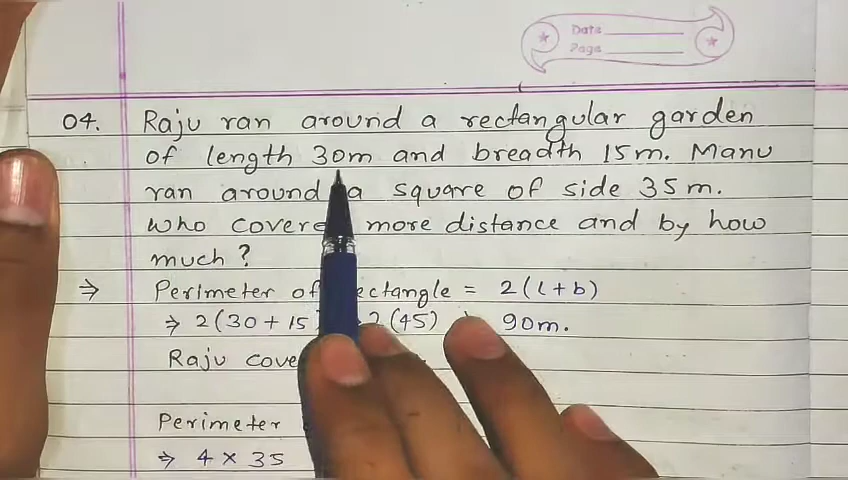 Date
Page
04. Raju ran around a rectangular garden
of length 30m and breadth 15m. Manu
ran around a square of side 35m.
who covere more distance and by how
much?
⇒ Perimeter of ectangle = 2(l+b)
⇒ 2(30+15 2(45) 90m.
Raju cove
Perimeter
⇒ 4 × 35